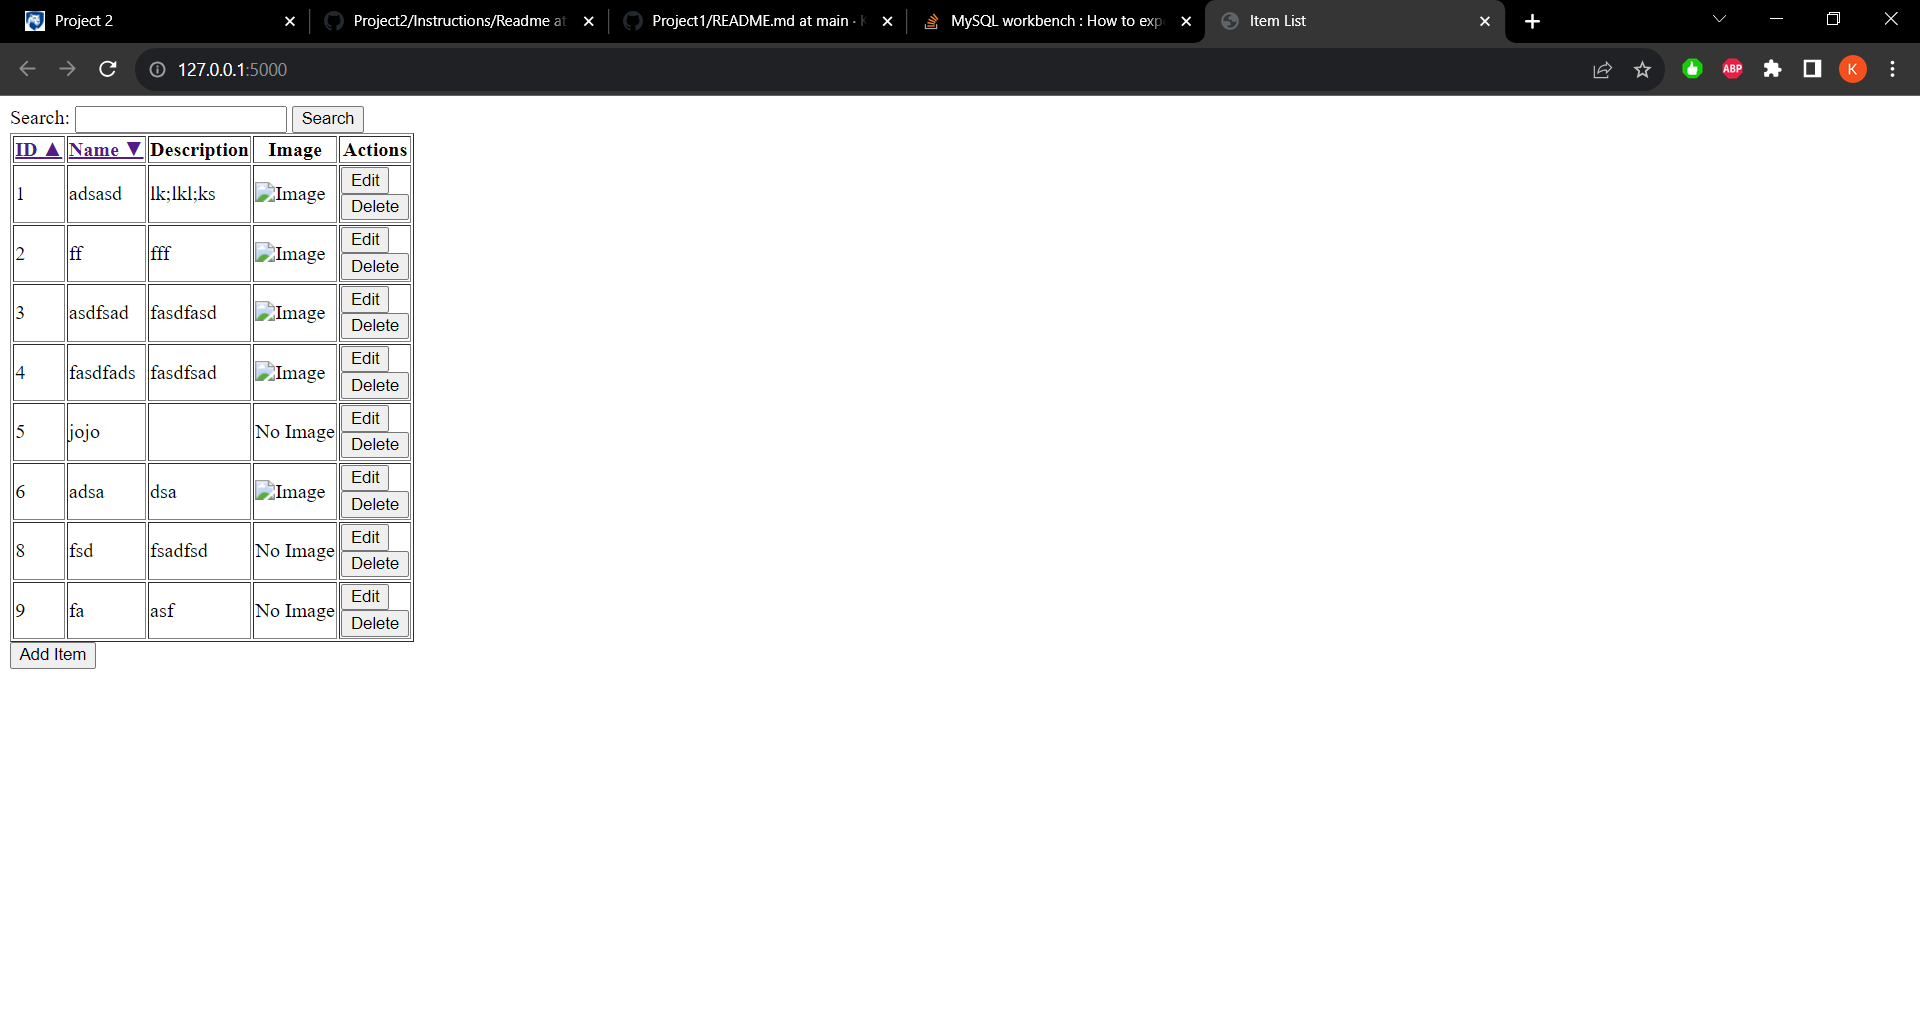 Project 2
Project2/Instructions/Readme at
Project1/README.md at main ·
MySQL workbench : How to exp
Item List
127.0.0.1:5000
ABP
K
Search: Search
ID ▲ Name ▼ Description Image Actions
1 adsasd lk;lkl;ks Image Edit
Delete
2 ff fff Image Edit
Delete
3 asdfsad fasdfasd Image Edit
Delete
4 fasdfads fasdfsad Image Edit
Delete
5 jojo No Image Edit
Delete
6 adsa dsa Image Edit
Delete
8 fsd fsadfsd No Image Edit
Delete
9 fa asf No Image Edit
Delete
Add Item